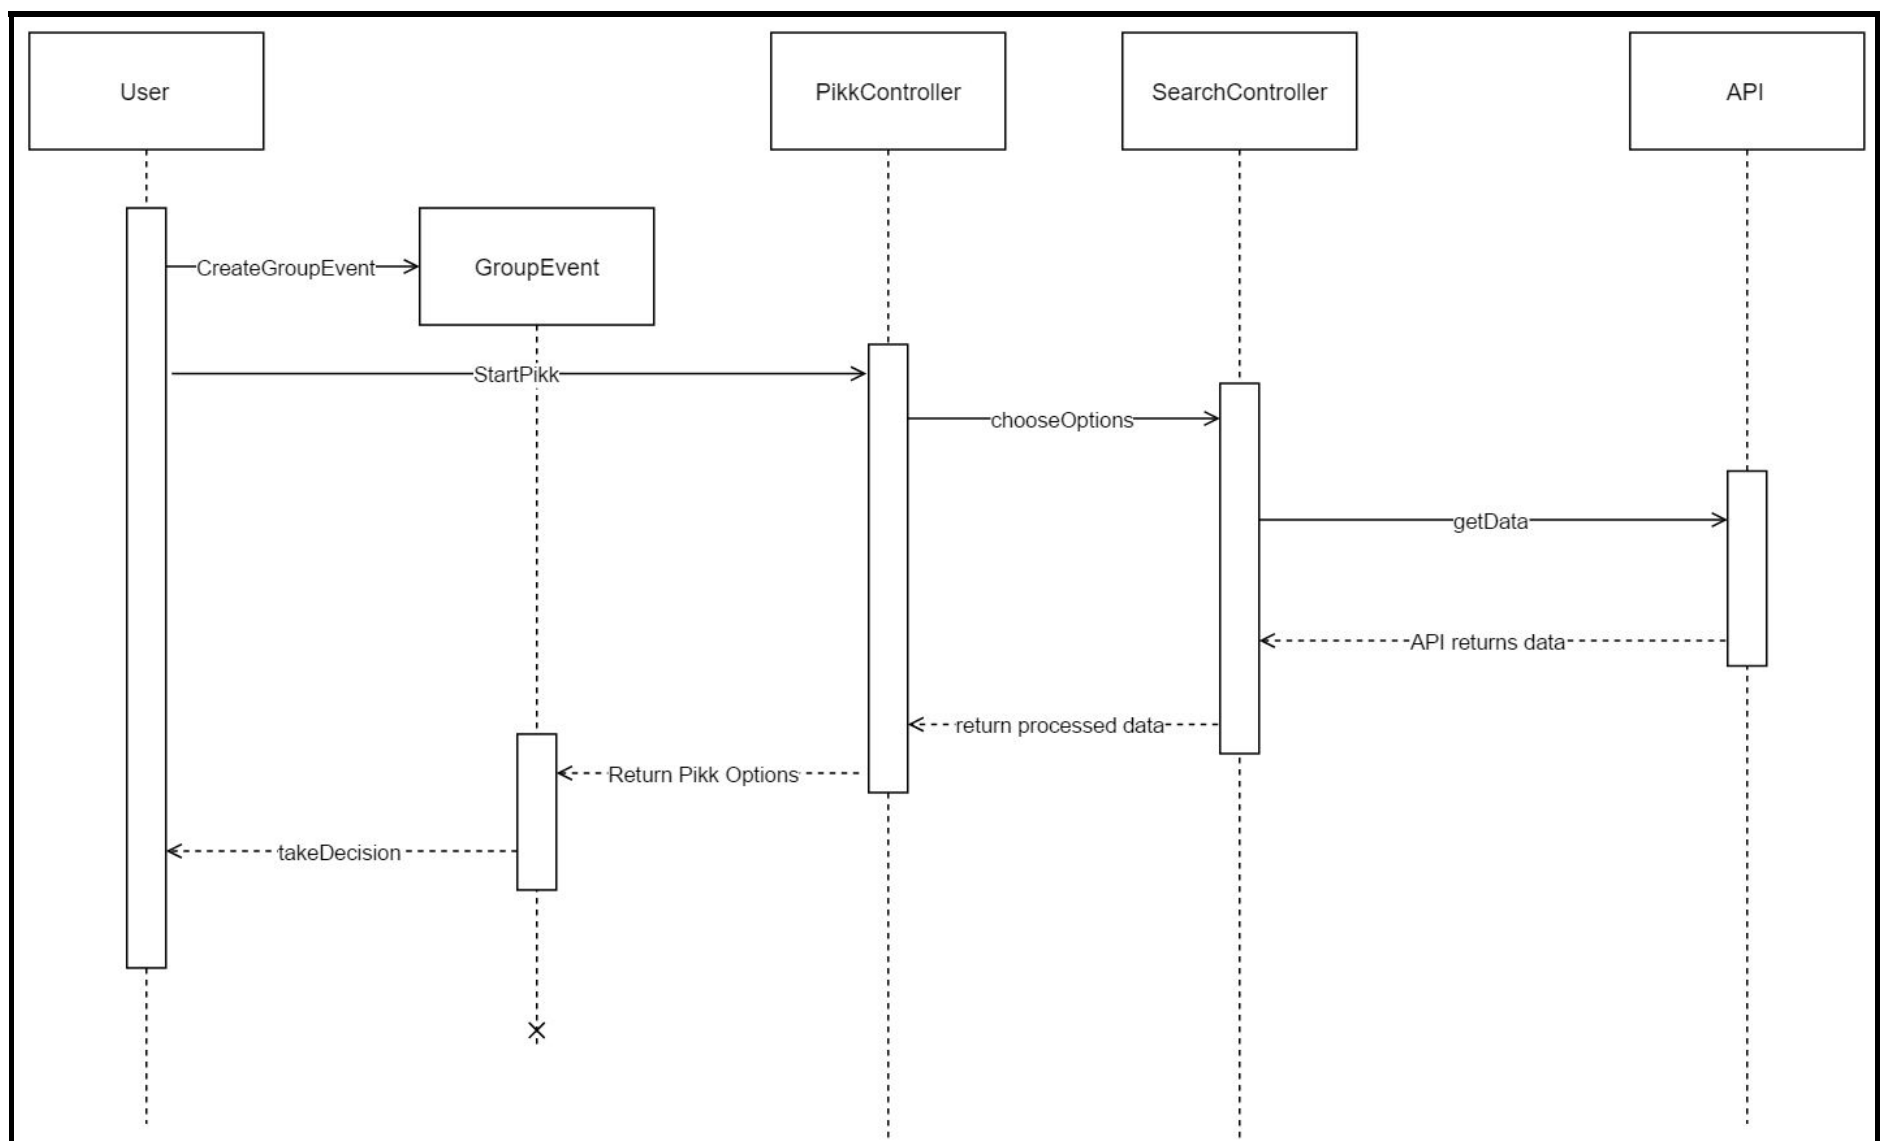 User
PikkController
SearchController
API
CreateGroupEvent
GroupEvent
StartPikk
chooseOptions
getData
API returns data
return processed data
Return Pikk Options
takeDecision